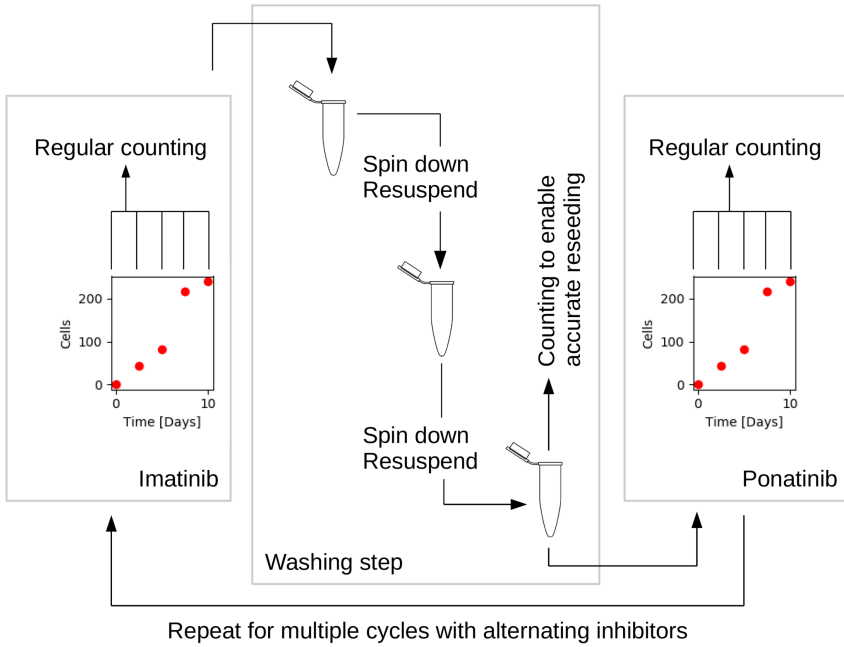 Regular counting
200
100
0
Cells
0
10
Time [Days]
Imatinib
Spin down
Resuspend
Spin down
Resuspend
Counting to enable
accurate reseeding
Washing step
Regular counting
200
100
0
Cells
0
10
Time [Days]
Ponatinib
Repeat for multiple cycles with alternating inhibitors